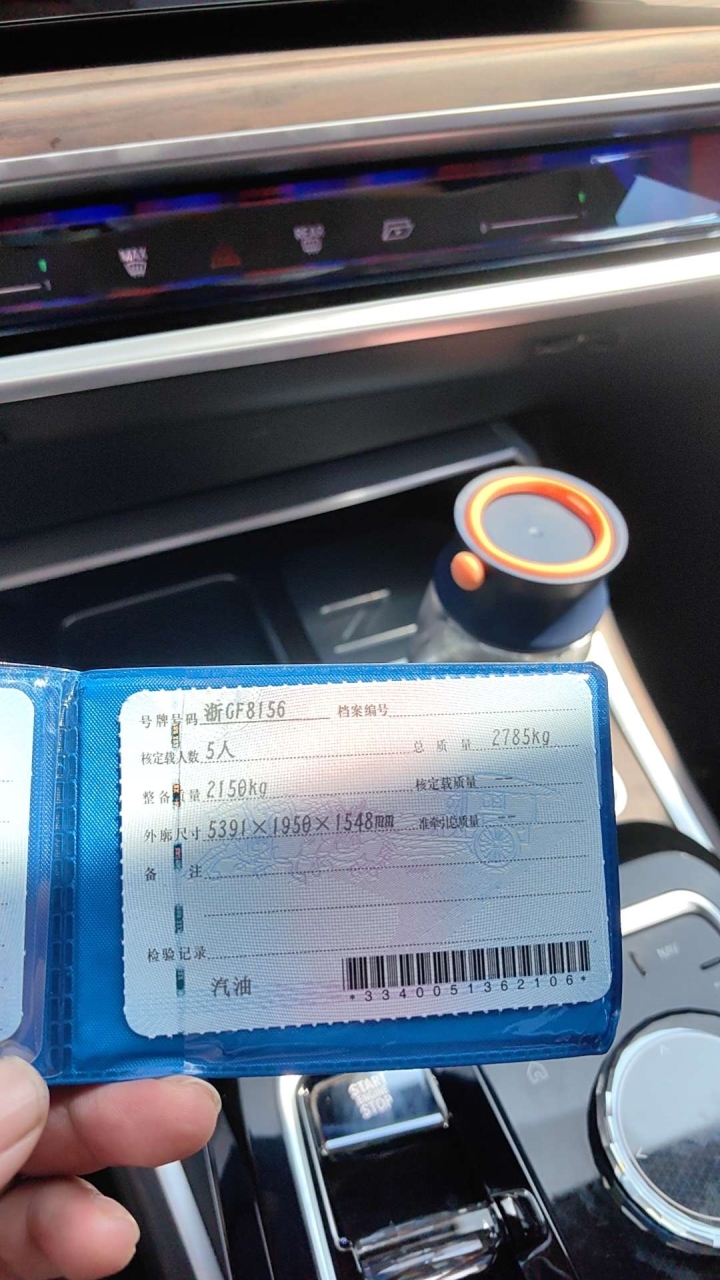 MAX
REAR
号牌号码 浙GF8156 档案编号
核定载人数 5人 总质量 2785kg
整备质量 2150kg 核定载质量 --
外廓尺寸 5391×1950×1548mm 准牵引总质量 --
备注
检验记录
汽油
*3340051362106*
START
STOP